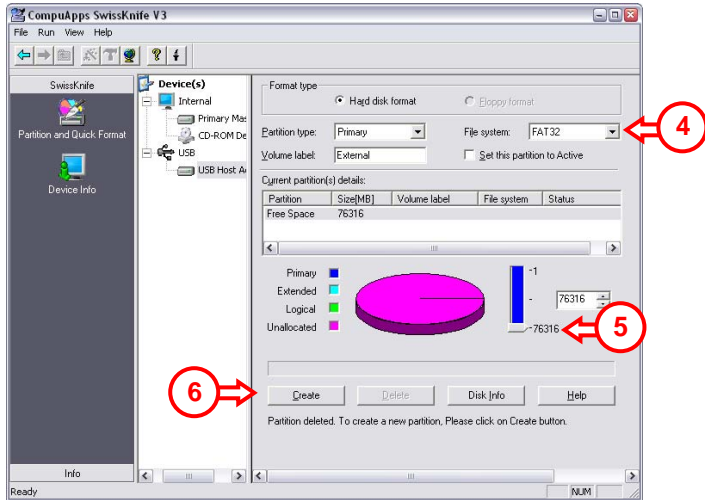 CompuApps SwissKnife V3
File Run View Help
SwissKnife
Partition and Quick Format
Device Info
Info
Device(s)
Internal
Primary Mas
CD-ROM De
USB
USB Host A
Format type
Hard disk format
Floppy format
Partition type: Primary
File system: FAT32
4
Volume label: External
Set this partition to Active
Current partition(s) details:
Partition Size[MB] Volume label File system Status
Free Space 76316
Primary
Extended
Logical
Unallocated
-1
-
76316
-76316
5
6
Create Delete Disk Info Help
Partition deleted. To create a new partition, Please click on Create button.
Ready
NUM